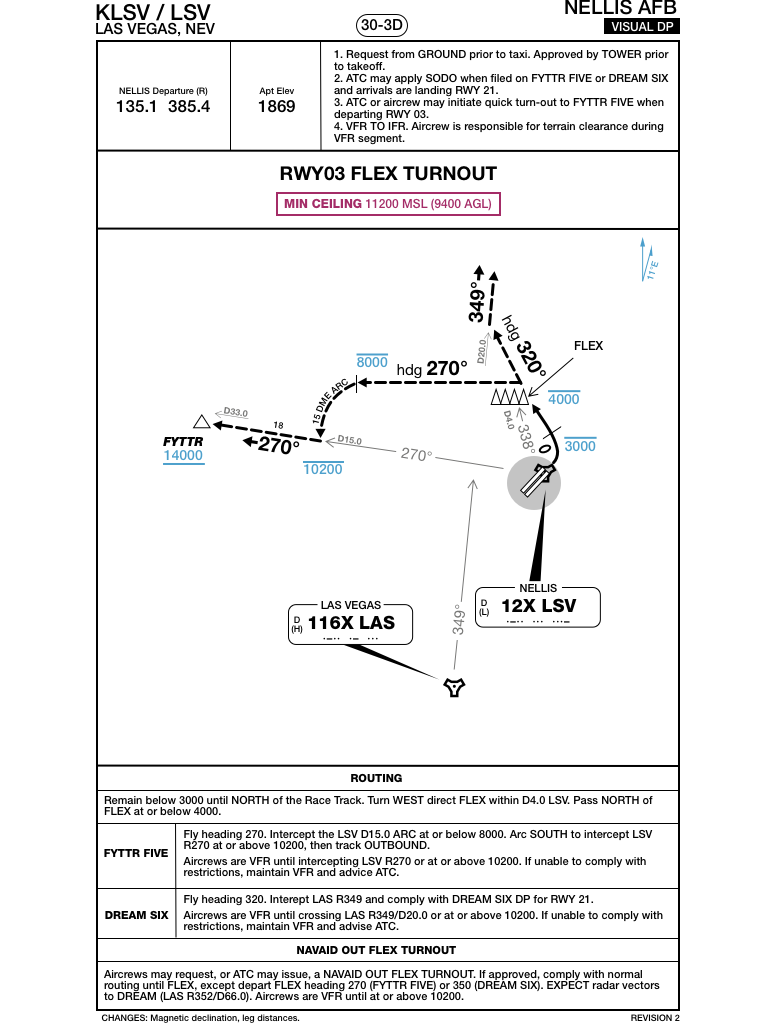 KLSV / LSV
LAS VEGAS, NEV
30-3D
NELLIS AFB
VISUAL DP
NELLIS Departure (R)
135.1 385.4
Apt Elev
1869
1. Request from GROUND prior to taxi. Approved by TOWER prior
to takeoff.
2. ATC may apply SODO when filed on FYTTR FIVE or DREAM SIX
and arrivals are landing RWY 21.
3. ATC or aircrew may initiate quick turn-out to FYTTR FIVE when
departing RWY 03.
4. VFR TO IFR. Aircrew is responsible for terrain clearance during
VFR segment.
RWY03 FLEX TURNOUT
MIN CEILING 11200 MSL (9400 AGL)
11°E
349°
hdg 320°
D20.0
FLEX
8000
hdg 270°
4000
15 DME ARC
D33.0
18
D4.0
338°
0
3000
FYTTR
14000
270°
D15.0
270°
10200
NELLIS
D
(L)
12X LSV
.-.. ... ...-
LAS VEGAS
D
(H)
116X LAS
.-.. .- ...
349°
ROUTING
Remain below 3000 until NORTH of the Race Track. Turn WEST direct FLEX within D4.0 LSV. Pass NORTH of
FLEX at or below 4000.
FYTTR FIVE
Fly heading 270. Intercept the LSV D15.0 ARC at or below 8000. Arc SOUTH to intercept LSV
R270 at or above 10200, then track OUTBOUND.
Aircrews are VFR until intercepting LSV R270 or at or above 10200. If unable to comply with
restrictions, maintain VFR and advice ATC.
DREAM SIX
Fly heading 320. Interept LAS R349 and comply with DREAM SIX DP for RWY 21.
Aircrews are VFR until crossing LAS R349/D20.0 or at or above 10200. If unable to comply with
restrictions, maintain VFR and advise ATC.
NAVAID OUT FLEX TURNOUT
Aircrews may request, or ATC may issue, a NAVAID OUT FLEX TURNOUT. If approved, comply with normal
routing until FLEX, except depart FLEX heading 270 (FYTTR FIVE) or 350 (DREAM SIX). EXPECT radar vectors
to DREAM (LAS R352/D66.0). Aircrews are VFR until at or above 10200.
CHANGES: Magnetic declination, leg distances.
REVISION 2